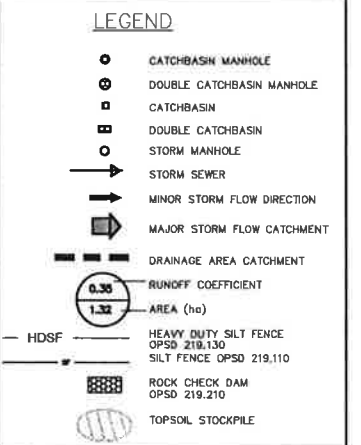 LEGEND
CATCHBASIN MANHOLE
DOUBLE CATCHBASIN MANHOLE
CATCHBASIN
DOUBLE CATCHBASIN
STORM MANHOLE
STORM SEWER
MINOR STORM FLOW DIRECTION
MAJOR STORM FLOW CATCHMENT
DRAINAGE AREA CATCHMENT
0.35 RUNOFF COEFFICIENT
1.32 AREA (ha)
HDSF HEAVY DUTY SILT FENCE
OPSD 219.130
SILT FENCE OPSD 219.110
ROCK CHECK DAM
OPSD 219.210
TOPSOIL STOCKPILE